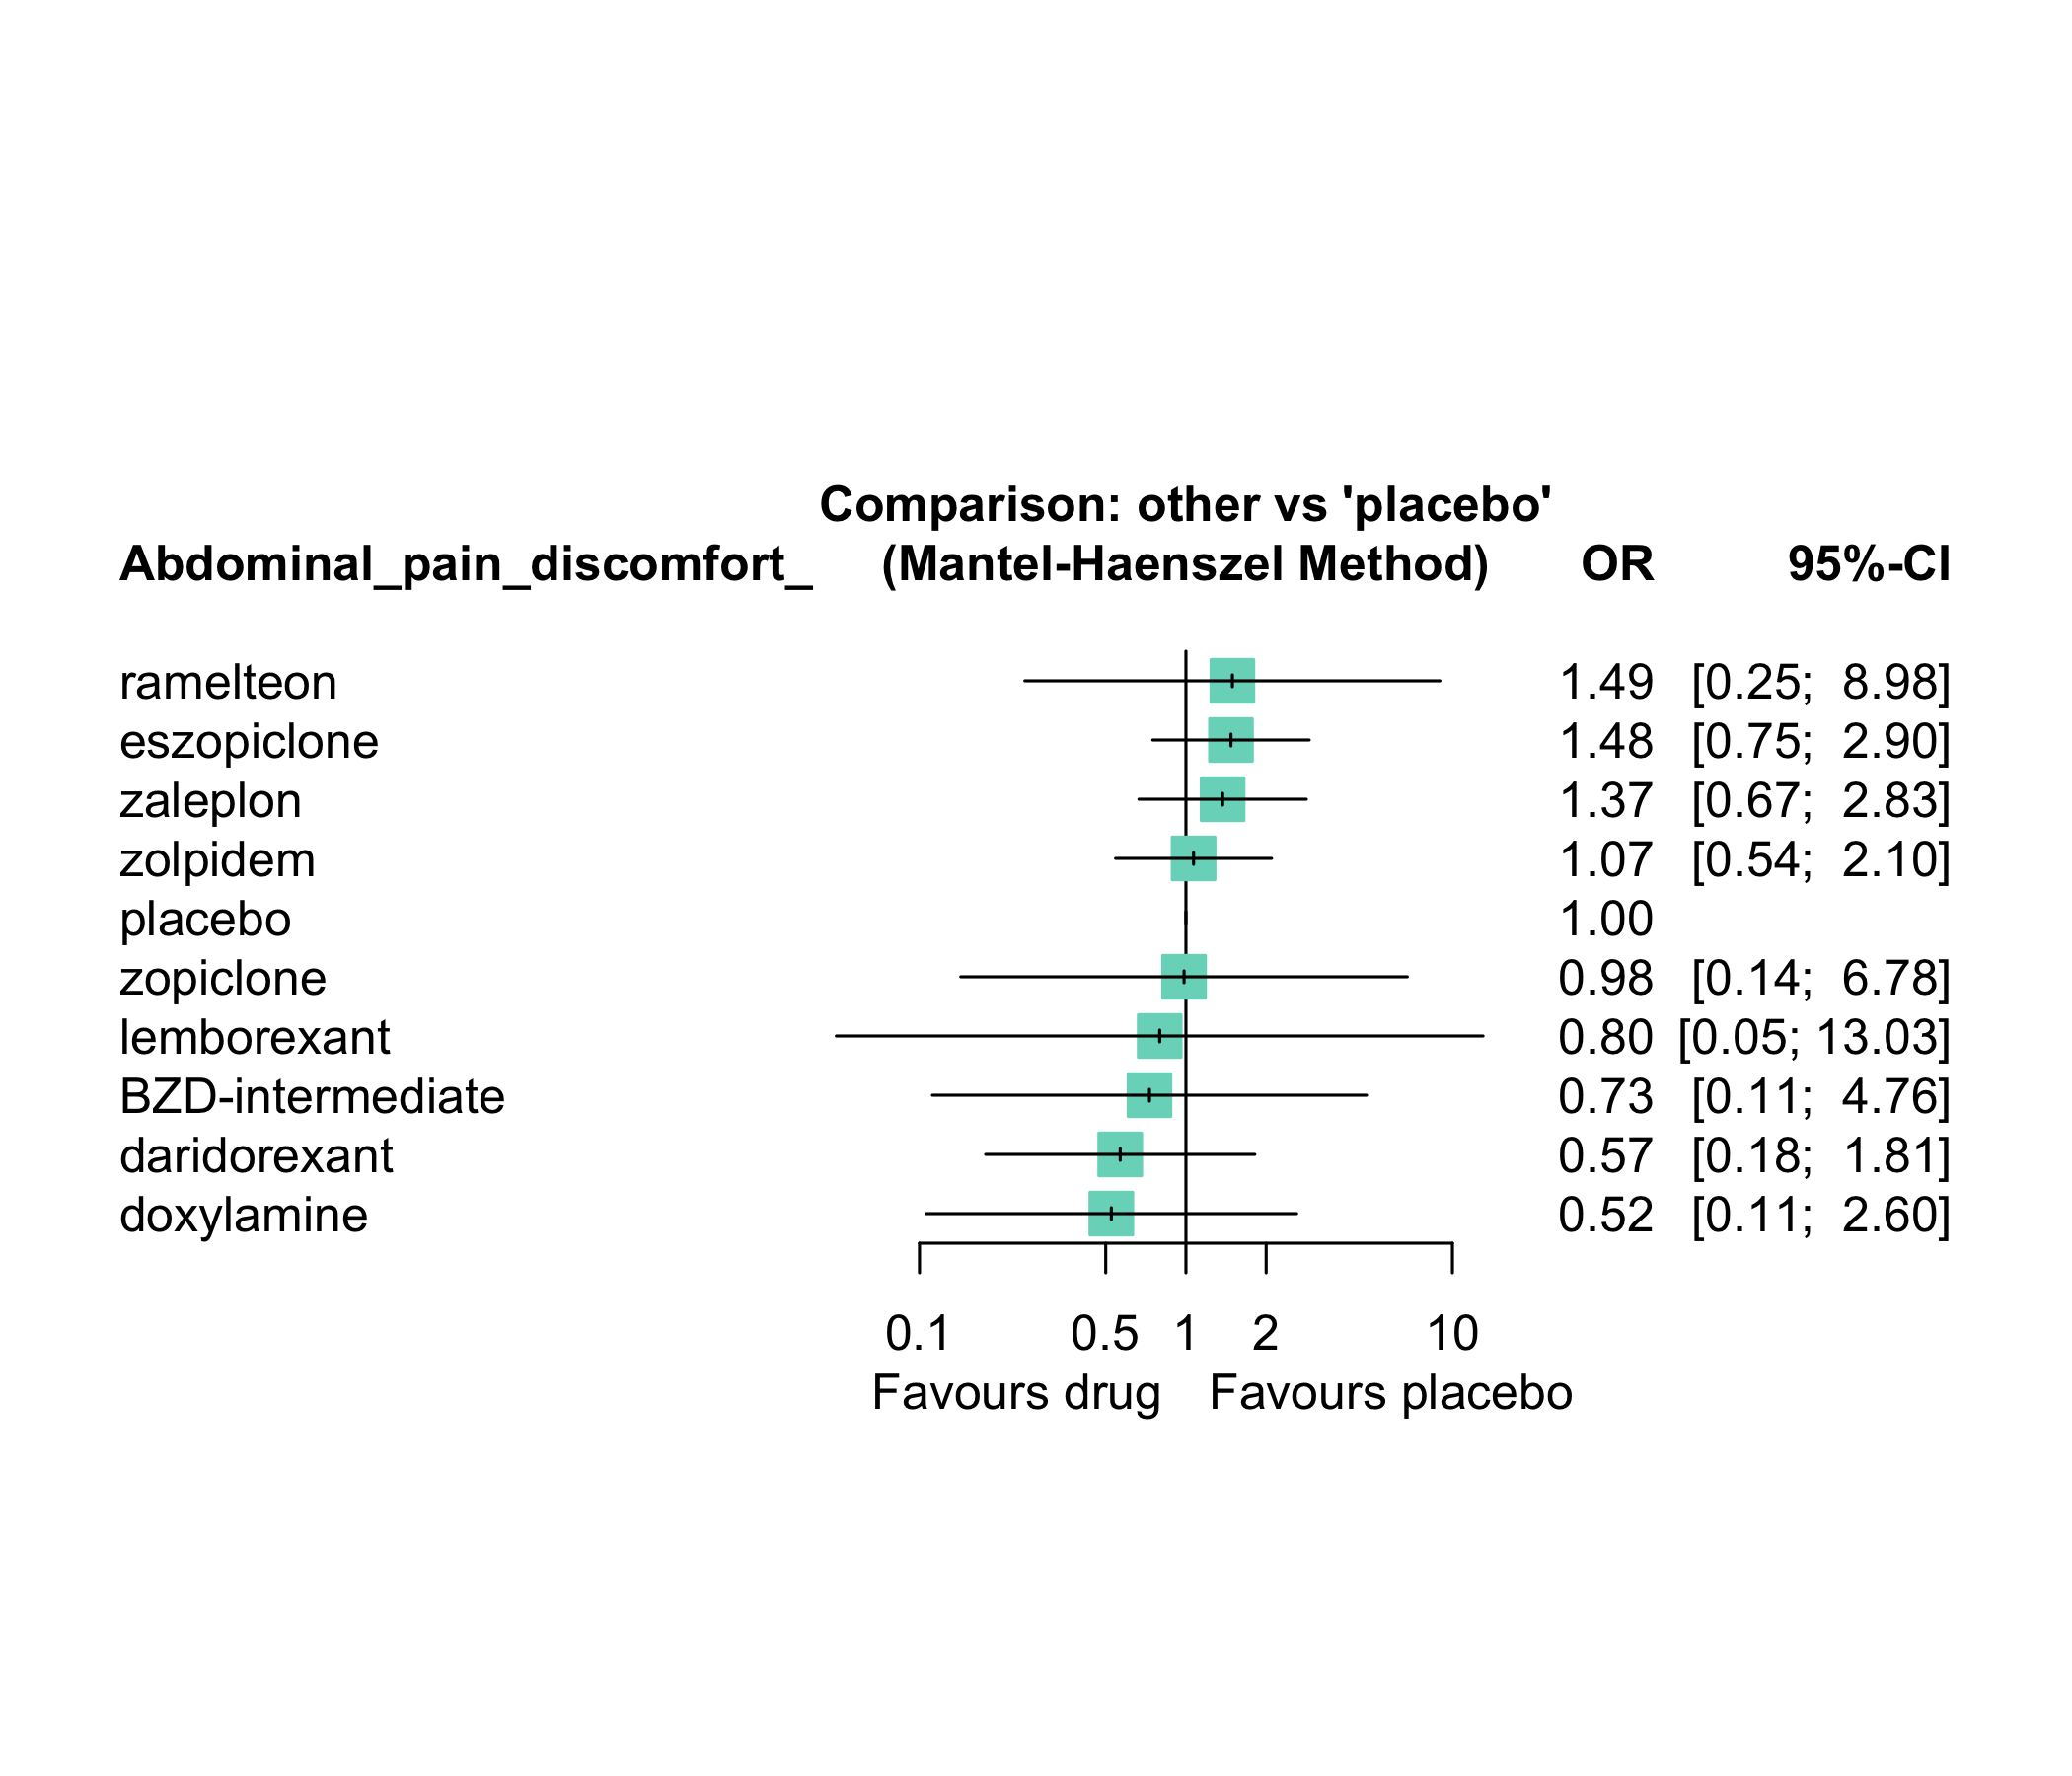 Comparison: other vs 'placebo'
Abdominal_pain_discomfort_ (Mantel-Haenszel Method) OR 95%-CI
ramelteon 1.49 [0.25; 8.98]
eszopiclone 1.48 [0.75; 2.90]
zaleplon 1.37 [0.67; 2.83]
zolpidem 1.07 [0.54; 2.10]
placebo 1.00
zopiclone 0.98 [0.14; 6.78]
lemborexant 0.80 [0.05; 13.03]
BZD-intermediate 0.73 [0.11; 4.76]
daridorexant 0.57 [0.18; 1.81]
doxylamine 0.52 [0.11; 2.60]
0.1 0.5 1 2 10
Favours drug Favours placebo